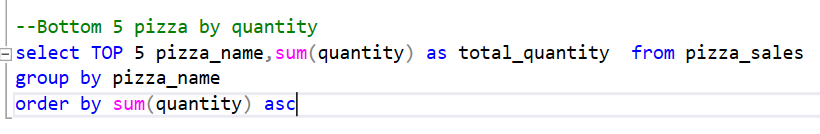 --Bottom 5 pizza by quantity
select TOP 5 pizza_name,sum(quantity) as total_quantity  from pizza_sales
group by pizza_name
order by sum(quantity) asc